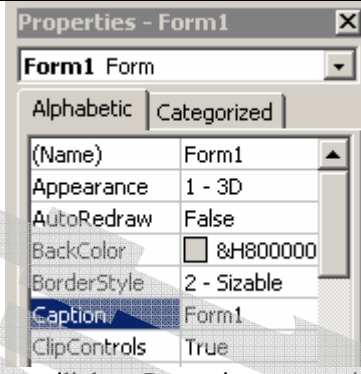 Properties - Form1
Form1 Form
Alphabetic Categorized
(Name) Form1
Appearance 1 - 3D
AutoRedraw False
BackColor &H800000
BorderStyle 2 - Sizable
Caption Form1
ClipControls True